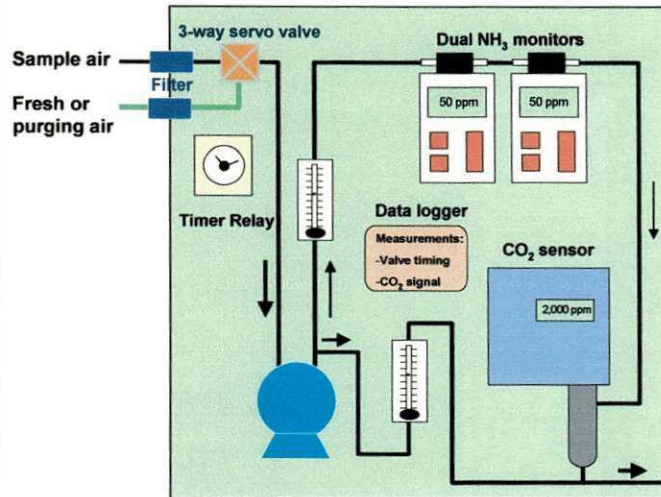 3-way servo valve
Sample air
Filter
Fresh or
purging air
Dual NH₃ monitors
50 ppm
50 ppm
Timer Relay
Data logger
Measurements:
-Valve timing
-CO₂ signal
CO₂ sensor
2,000 ppm